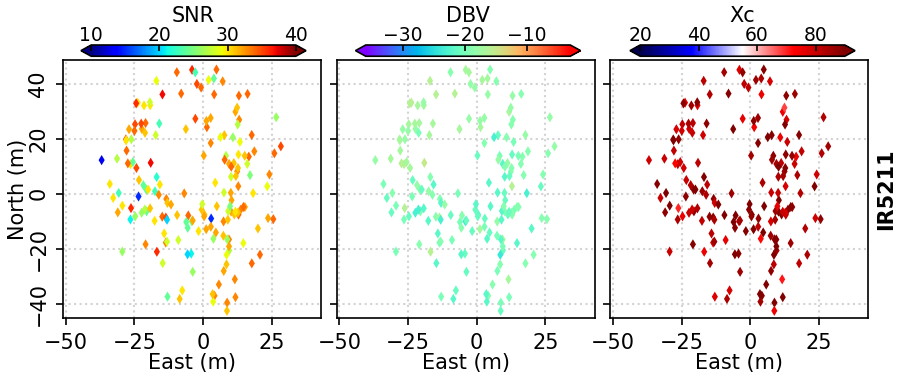 SNR DBV Xc
10 20 30 40 −30 −20 −10 20 40 60 80
40
20
0
−20
−40
North (m)
−50 −25 0 25 −50 −25 0 25 −50 −25 0 25
East (m) East (m) East (m)
IR5211